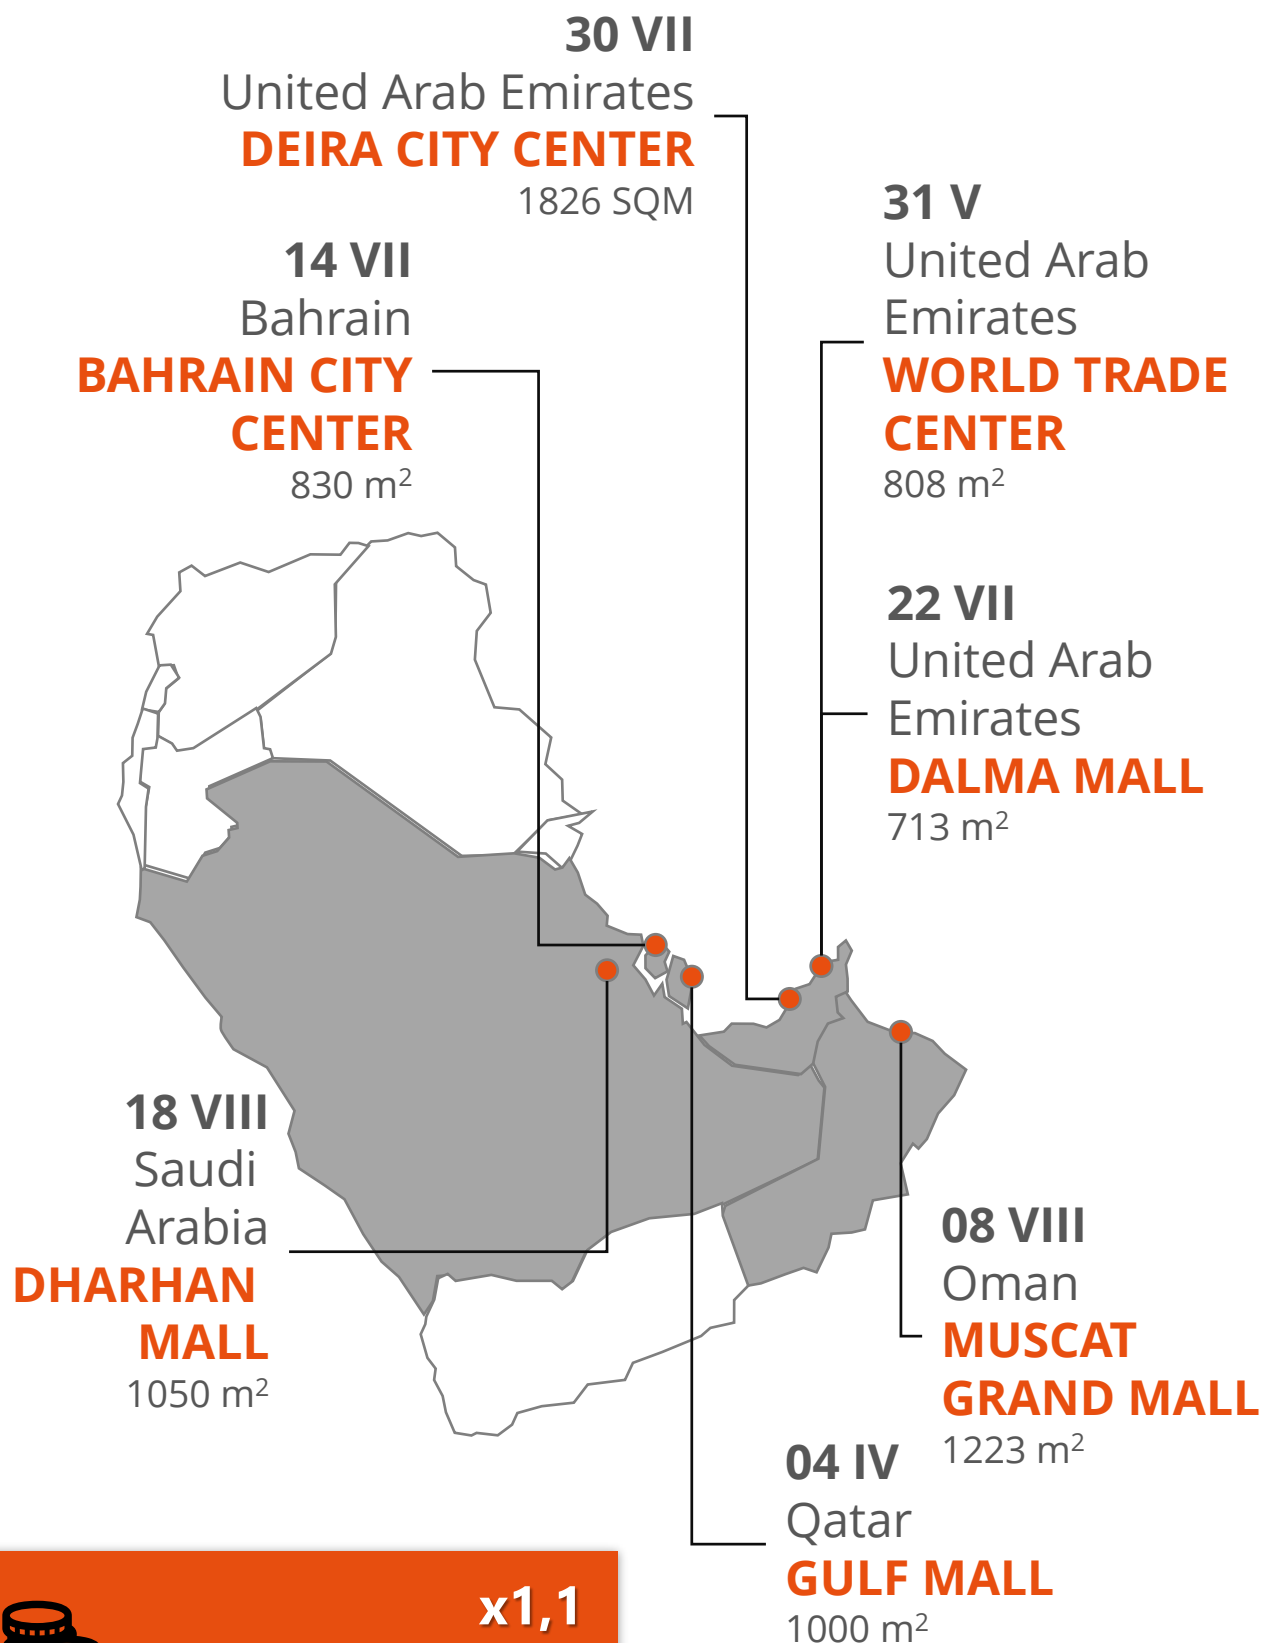 30 VII
United Arab Emirates
DEIRA CITY CENTER
1826 SQM
31 V
United Arab
Emirates
WORLD TRADE
CENTER
808 m²
14 VII
Bahrain
BAHRAIN CITY
CENTER
830 m²
22 VII
United Arab
Emirates
DALMA MALL
713 m²
18 VIII
Saudi
Arabia
DHARHAN
MALL
1050 m²
08 VIII
Oman
MUSCAT
GRAND MALL
1223 m²
04 IV
Qatar
GULF MALL
1000 m²
x1,1